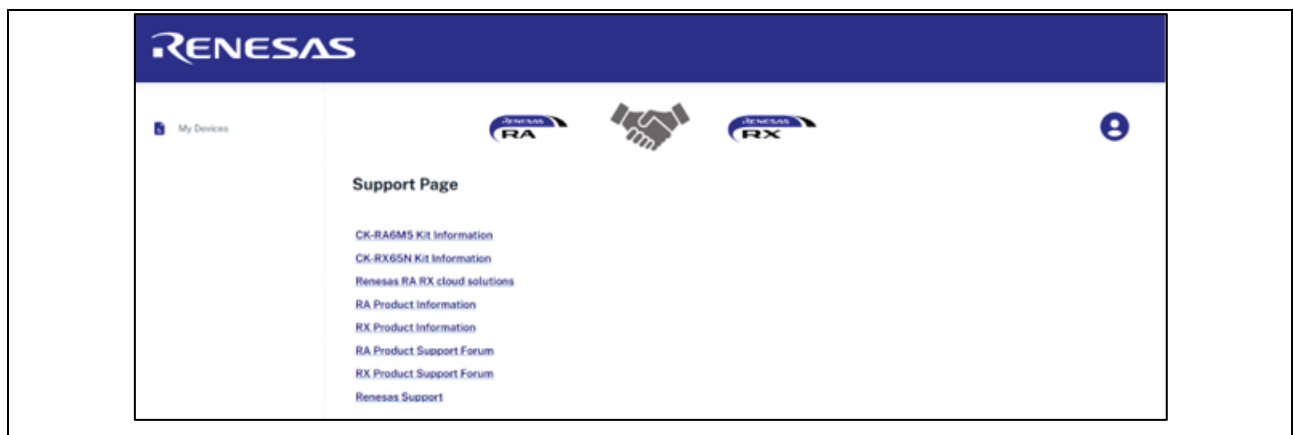 RENESAS
My Devices
RENESAS
RA
RENESAS
RX
Support Page
CK-RA6M5 Kit Information
CK-RX65N Kit Information
Renesas RA RX cloud solutions
RA Product Information
RX Product Information
RA Product Support Forum
RX Product Support Forum
Renesas Support